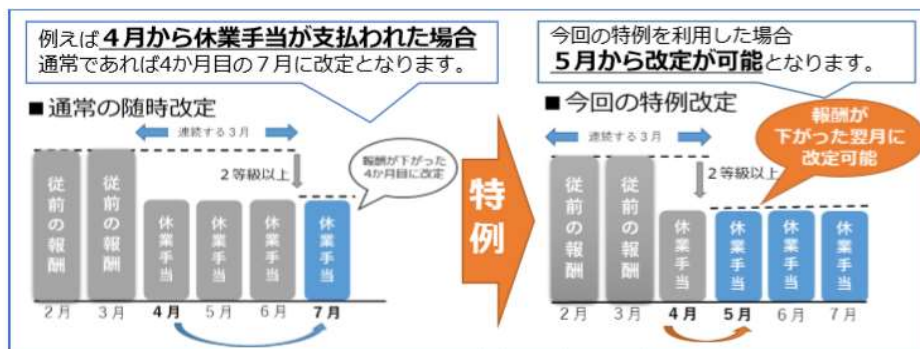 例えば４月から休業手当が支払われた場合
通常であれば4か月目の７月に改定となります。
■通常の随時改定
連続する３月
２等級以上
報酬が下がった
4か月目に改定
従前の報酬
従前の報酬
休業手当
休業手当
休業手当
休業手当
2月
3月
4月
5月
6月
7月
特例
今回の特例を利用した場合
５月から改定が可能となります。
■今回の特例改定
連続する３月
２等級以上
報酬が
下がった翌月に
改定可能
従前の報酬
従前の報酬
休業手当
休業手当
休業手当
休業手当
2月
3月
4月
5月
6月
7月